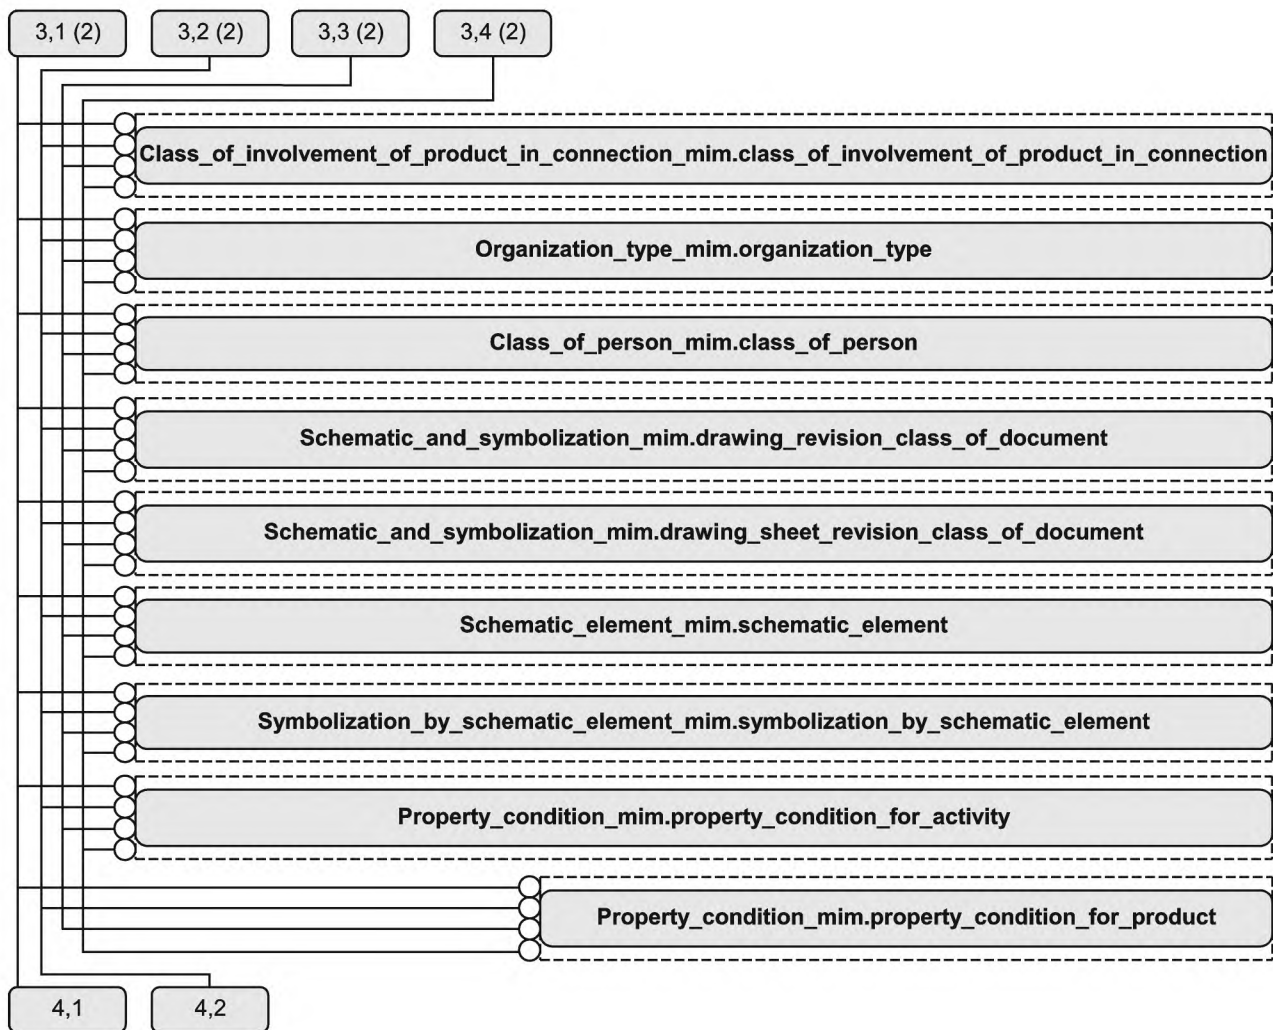 3,1 (2)
3,2 (2)
3,3 (2)
3,4 (2)
Class_of_involvement_of_product_in_connection_mim.class_of_involvement_of_product_in_connection
Organization_type_mim.organization_type
Class_of_person_mim.class_of_person
Schematic_and_symbolization_mim.drawing_revision_class_of_document
Schematic_and_symbolization_mim.drawing_sheet_revision_class_of_document
Schematic_element_mim.schematic_element
Symbolization_by_schematic_element_mim.symbolization_by_schematic_element
Property_condition_mim.property_condition_for_activity
Property_condition_mim.property_condition_for_product
4,1
4,2